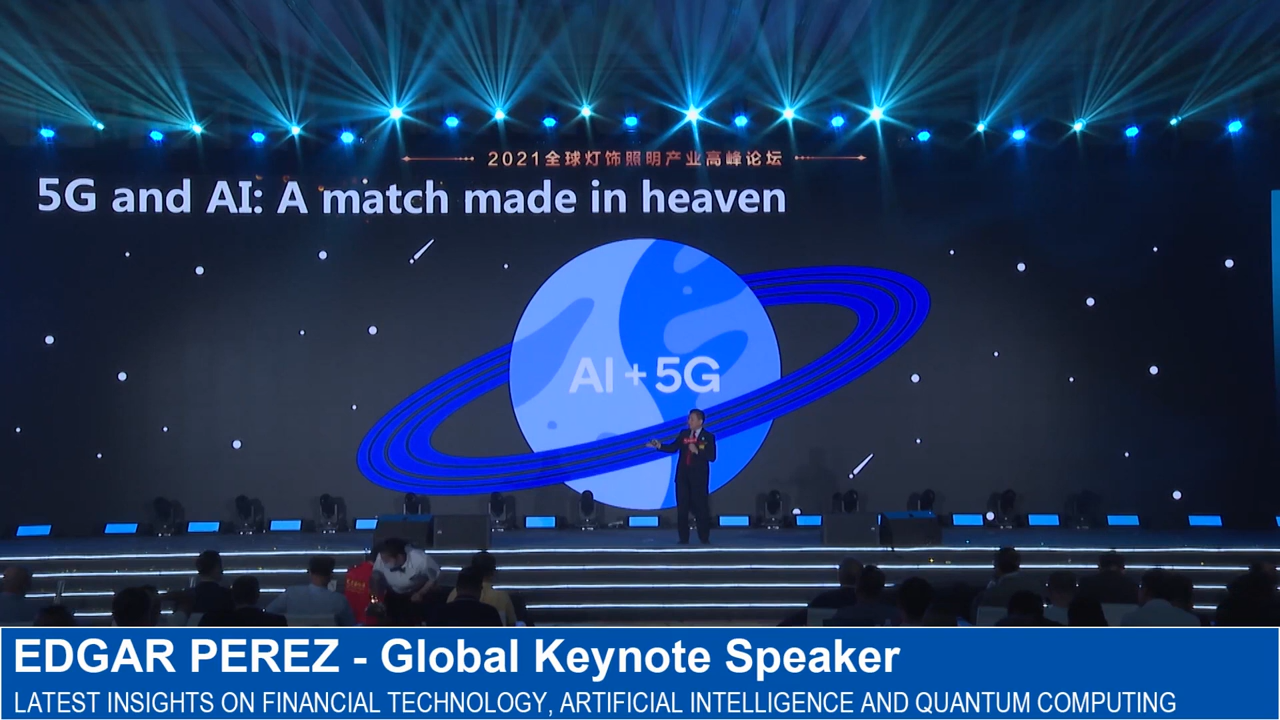 2021全球灯饰照明产业高峰论坛
5G and AI: A match made in heaven
AI + 5G
EDGAR PEREZ - Global Keynote Speaker
LATEST INSIGHTS ON FINANCIAL TECHNOLOGY, ARTIFICIAL INTELLIGENCE AND QUANTUM COMPUTING